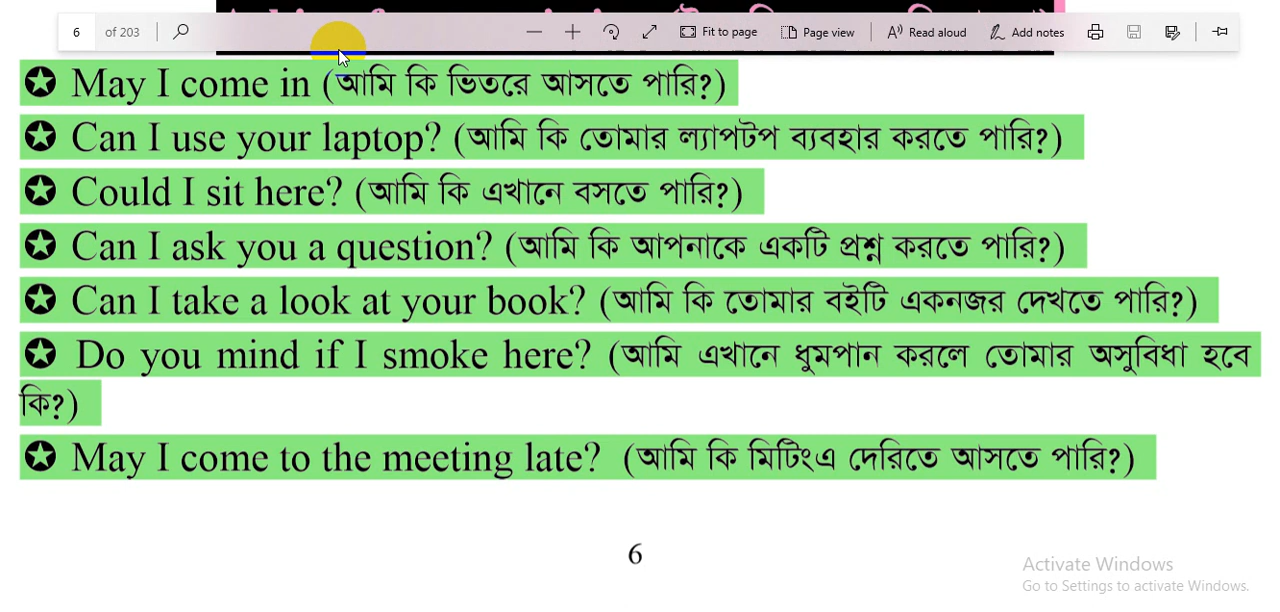 6 of 203 Fit to page Page view Read aloud Add notes
✪ May I come in (আমি কি ভিতরে আসতে পারি?)
✪ Can I use your laptop? (আমি কি তোমার ল্যাপটপ ব্যবহার করতে পারি?)
✪ Could I sit here? (আমি কি এখানে বসতে পারি?)
✪ Can I ask you a question? (আমি কি আপনাকে একটি প্রশ্ন করতে পারি?)
✪ Can I take a look at your book? (আমি কি তোমার বইটি একনজর দেখতে পারি?)
✪ Do you mind if I smoke here? (আমি এখানে ধুমপান করলে তোমার অসুবিধা হবে
কি?)
✪ May I come to the meeting late? (আমি কি মিটিংএ দেরিতে আসতে পারি?)
6
Activate Windows
Go to Settings to activate Windows.